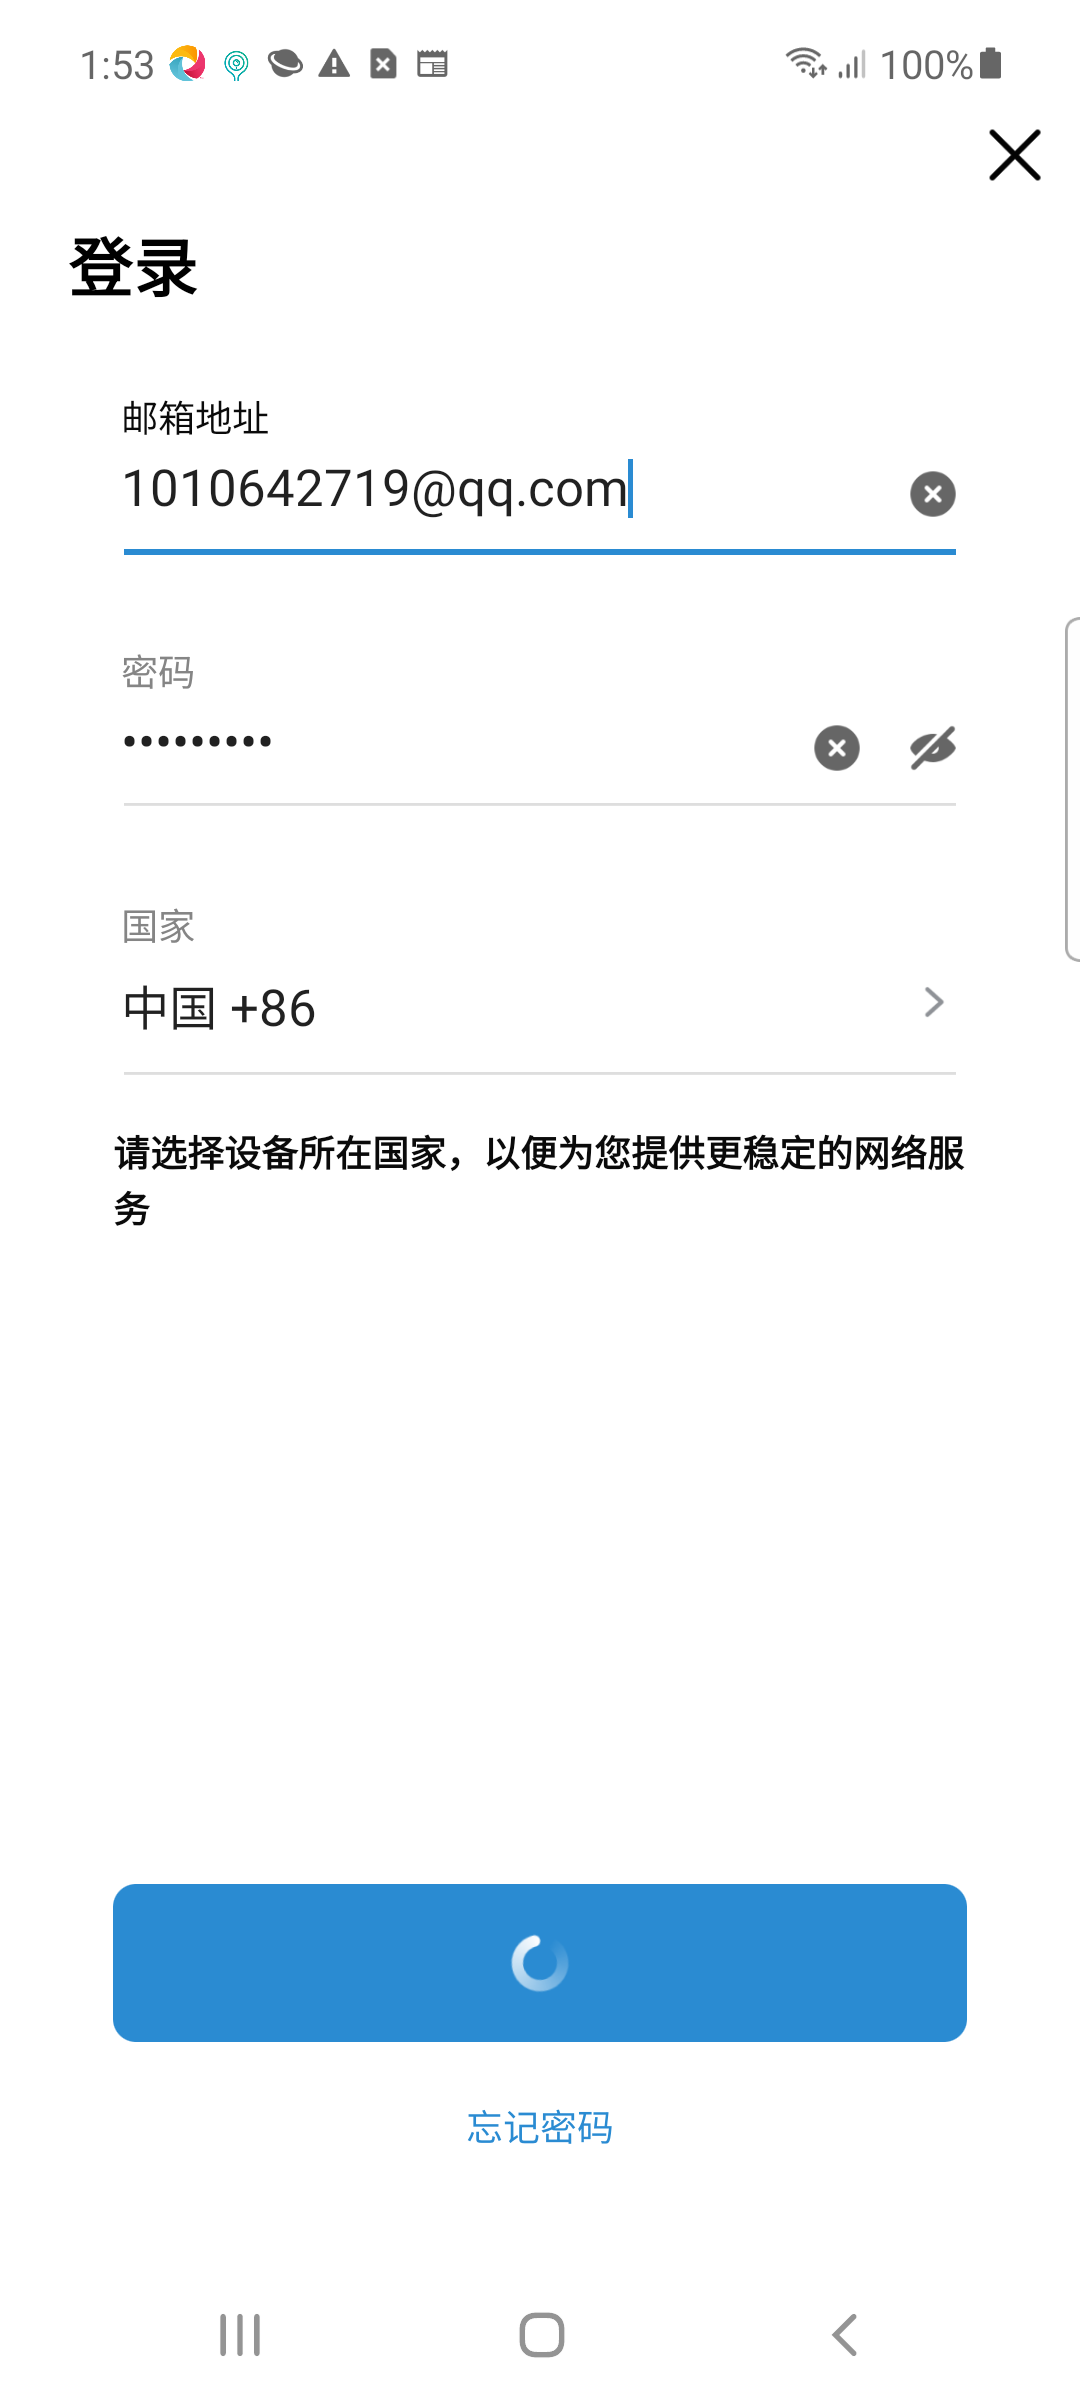 1:53
100%
登录
邮箱地址
1010642719@qq.com
密码
•••••••••
国家
中国 +86
请选择设备所在国家，以便为您提供更稳定的网络服
务
忘记密码